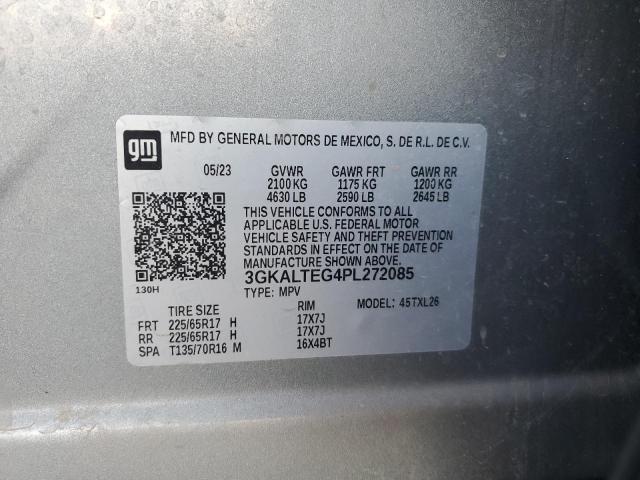 gm
MFD BY GENERAL MOTORS DE MEXICO, S. DE R.L. DE C.V.
05/23 GVWR GAWR FRT GAWR RR
2100 KG 1175 KG 1200 KG
4630 LB 2590 LB 2645 LB
THIS VEHICLE CONFORMS TO ALL
APPLICABLE U.S. FEDERAL MOTOR
VEHICLE SAFETY AND THEFT PREVENTION
STANDARDS IN EFFECT ON THE DATE OF
MANUFACTURE SHOWN ABOVE.
130H
3GKALTEG4PL272085
TYPE: MPV MODEL: 45TXL26
TIRE SIZE RIM
FRT 225/65R17 H 17X7J
RR 225/65R17 H 17X7J
SPA T135/70R16 M 16X4BT